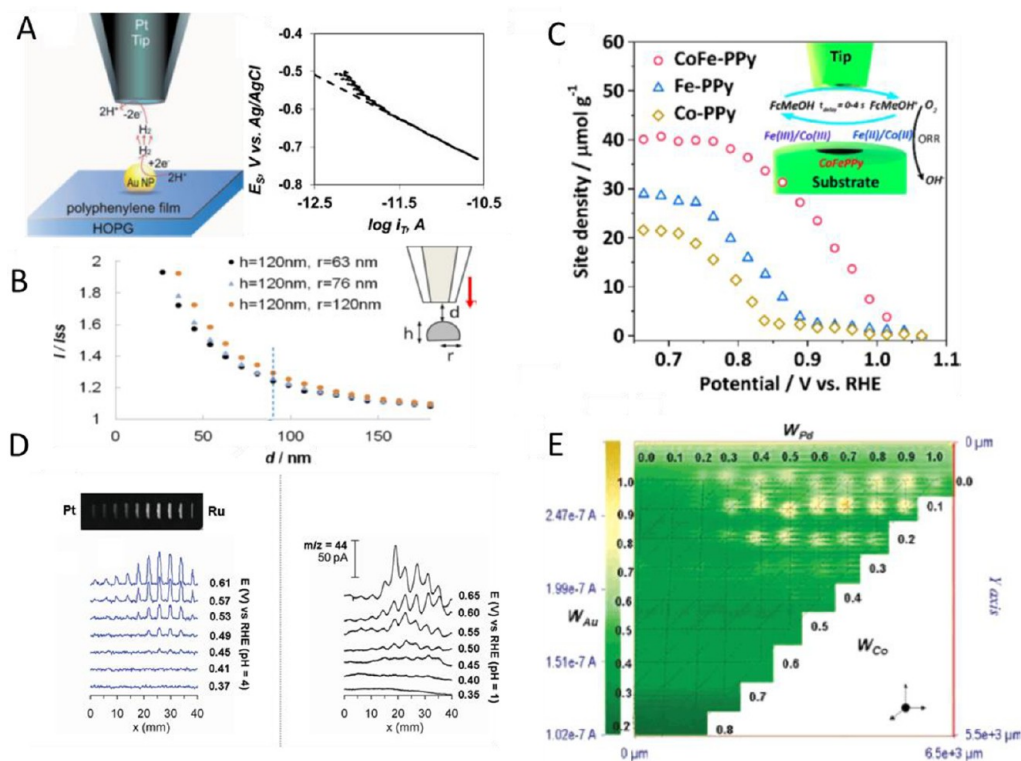 A
Pt
Tip
2H⁺ -2e⁻
H₂
H₂
+2e⁻
Au NP
2H⁺
polyphenylene film
HOPG
E_S, V vs. Ag/AgCl
-0.4
-0.5
-0.6
-0.7
-0.8
-12.5 -11.5 -10.5
log i_T, A
B
I / Iss
2
1.8
1.6
1.4
1.2
1
0 50 100 150
d / nm
h=120nm, r=63 nm
h=120nm, r=76 nm
h=120nm, r=120nm
d
h
r
C
Site density / μmol g⁻¹
60
50
40
30
20
10
0
0.7 0.8 0.9 1.0 1.1
Potential / V vs. RHE
CoFe-PPy
Fe-PPy
Co-PPy
Tip
FcMeOH t_delay = 0-4 s FcMeOH⁺ O₂
Fe(III)/Co(III) Fe(II)/Co(II) ORR
CoFePPy
Substrate OH⁻
D
Pt Ru
0.61
0.57
0.53
0.49
0.45
0.41
0.37
E (V) vs RHE (pH = 4)
0 10 20 30 40
x (mm)
m/z = 44
50 pA
0.65
0.60
0.55
0.50
0.45
0.40
0.35
E (V) vs RHE (pH = 1)
0 10 20 30 40
x (mm)
E
W_Pd
0.0 0.1 0.2 0.3 0.4 0.5 0.6 0.7 0.8 0.9 1.0
0 μm
1.0
0.9
0.8
0.7
0.6
0.5
0.4
0.3
0.2
W_Au
2.47e-7 A
1.99e-7 A
1.51e-7 A
1.02e-7 A
0.0
0.1
0.2
0.3
0.4
0.5
0.6
0.7
0.8
W_Co
Y axis
5.5e+3 μm
0 μm 6.5e+3 μm